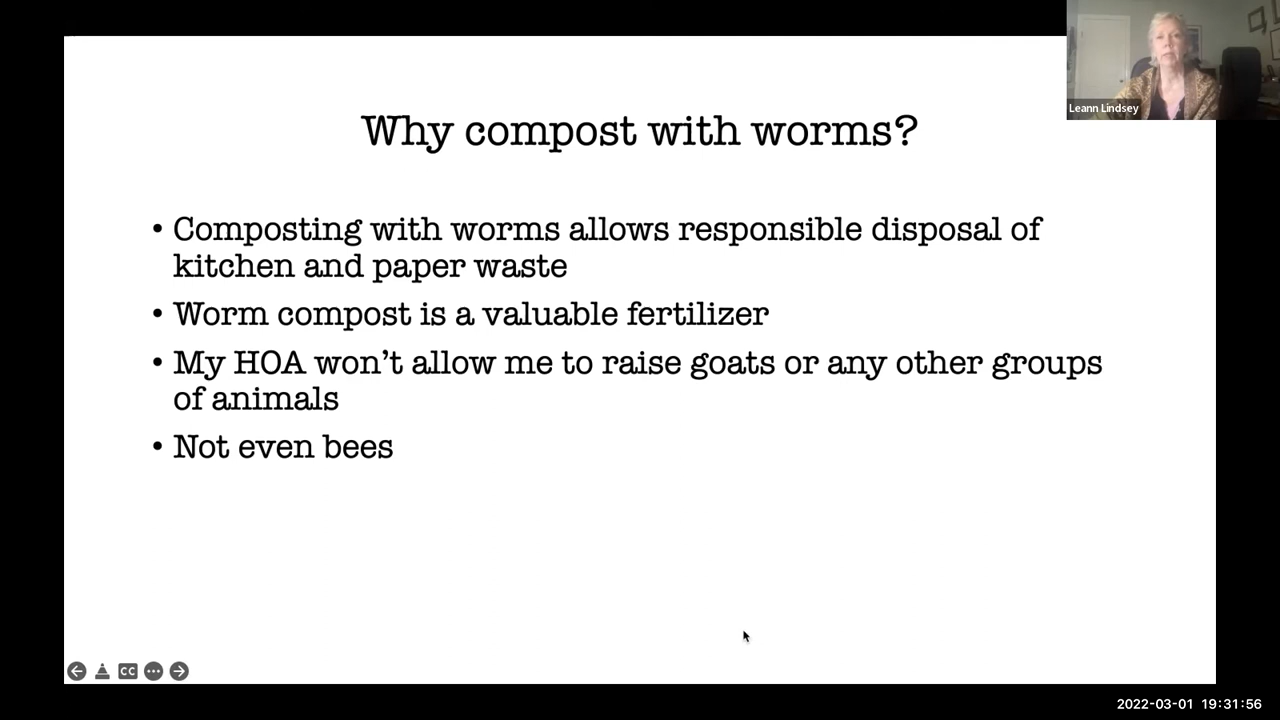 Leann Lindsey
Why compost with worms?
• Composting with worms allows responsible disposal of
kitchen and paper waste
• Worm compost is a valuable fertilizer
• My HOA won’t allow me to raise goats or any other groups
of animals
• Not even bees
CC
2022-03-01 19:31:56